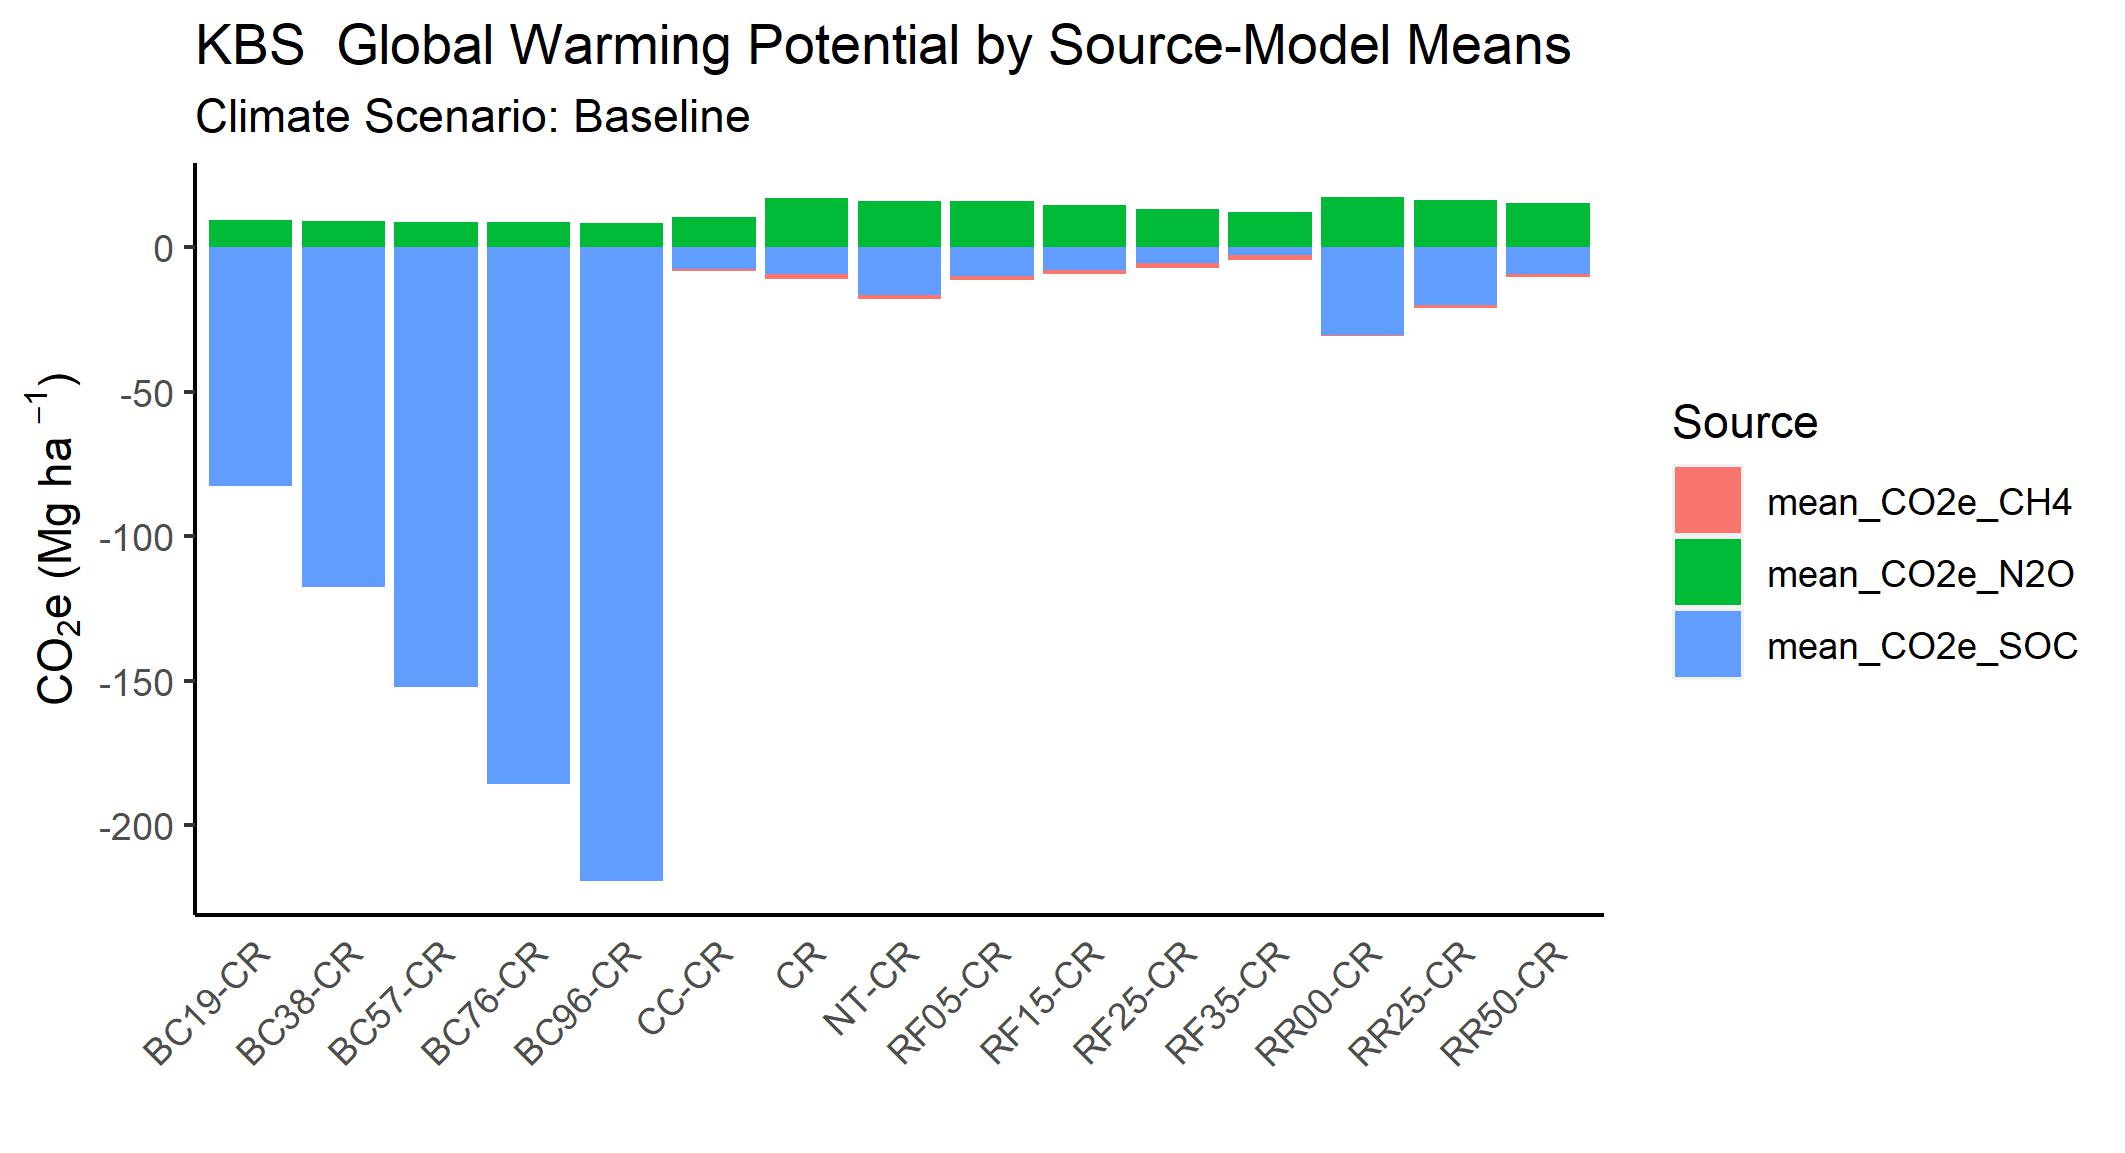 KBS  Global Warming Potential by Source-Model Means
Climate Scenario: Baseline
CO₂e (Mg ha ⁻¹)
0
-50
-100
-150
-200
BC19-CR
BC38-CR
BC57-CR
BC76-CR
BC96-CR
CC-CR
CR
NT-CR
RF05-CR
RF15-CR
RF25-CR
RF35-CR
RR00-CR
RR25-CR
RR50-CR
Source
mean_CO2e_CH4
mean_CO2e_N2O
mean_CO2e_SOC